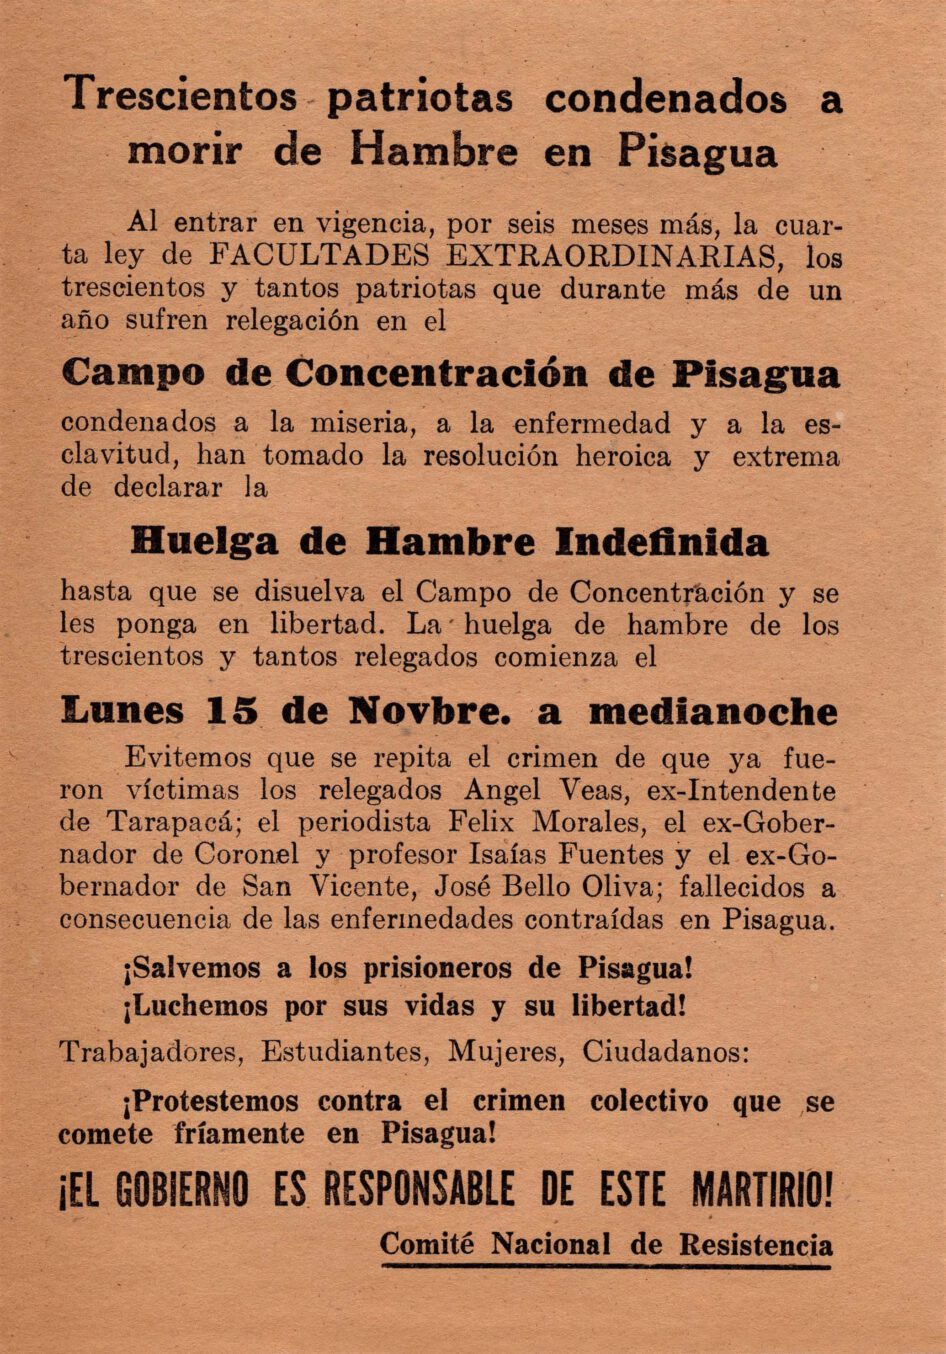 Trescientos patriotas condenados a
morir de Hambre en Pisagua
Al entrar en vigencia, por seis meses más, la cuar-
ta ley de FACULTADES EXTRAORDINARIAS, los
trescientos y tantos patriotas que durante más de un
año sufren relegación en el
Campo de Concentración de Pisagua
condenados a la miseria, a la enfermedad y a la es-
clavitud, han tomado la resolución heroica y extrema
de declarar la
Huelga de Hambre Indefinida
hasta que se disuelva el Campo de Concentración y se
les ponga en libertad. La huelga de hambre de los
trescientos y tantos relegados comienza el
Lunes 15 de Novbre. a medianoche
Evitemos que se repita el crimen de que ya fue-
ron víctimas los relegados Angel Veas, ex-Intendente
de Tarapacá; el periodista Felix Morales, el ex-Gober-
nador de Coronel y profesor Isaías Fuentes y el ex-Go-
bernador de San Vicente, José Bello Oliva; fallecidos a
consecuencia de las enfermedades contraídas en Pisagua.
¡Salvemos a los prisioneros de Pisagua!
¡Luchemos por sus vidas y su libertad!
Trabajadores, Estudiantes, Mujeres, Ciudadanos:
¡Protestemos contra el crimen colectivo que se
comete fríamente en Pisagua!
¡EL GOBIERNO ES RESPONSABLE DE ESTE MARTIRIO!
Comité Nacional de Resistencia